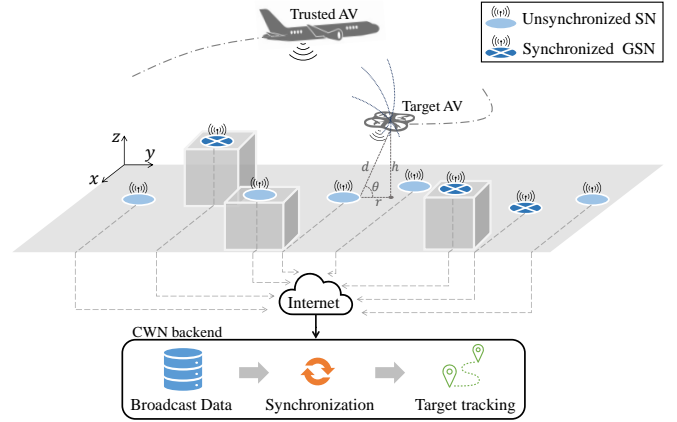 Trusted AV
Unsynchronized SN
Synchronized GSN
Target AV
z
y
x
d
h
θ
r
Internet
CWN backend
Broadcast Data
Synchronization
Target tracking